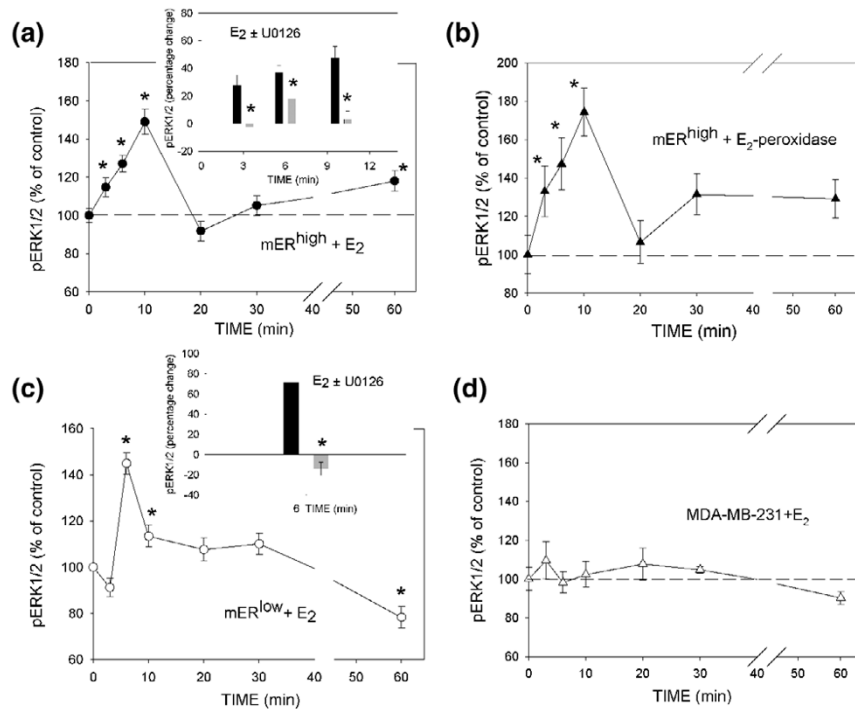 (a)
pERK1/2 (% of control)
180
160
140
120
100
80
60
0 10 20 30 40 50 60
TIME (min)
* * * *
mERhigh + E2
E2 ± U0126
pERK1/2 (percentage change)
80
60
40
20
0
-20
0 3 6 9 12
TIME (min)
* * *
(b)
pERK1/2 (% of control)
200
180
160
140
120
100
80
0 10 20 30 40 50 60
TIME (min)
* * *
mERhigh + E2-peroxidase
(c)
pERK1/2 (% of control)
160
140
120
100
80
60
0 10 20 30 40 50 60
TIME (min)
* * *
mERlow + E2
E2 ± U0126
pERK1/2 (percentage change)
100
80
60
40
20
0
-20
-40
6 TIME (min)
*
(d)
pERK1/2 (% of control)
180
160
140
120
100
80
60
0 10 20 30 40 50 60
TIME (min)
MDA-MB-231+E2